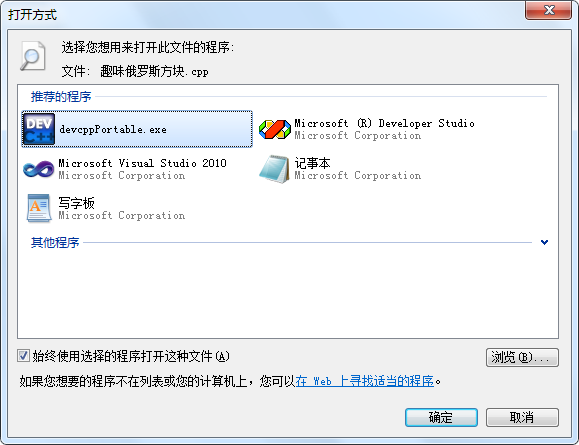 打开方式
选择您想用来打开此文件的程序:
文件: 趣味俄罗斯方块.cpp
推荐的程序
DEV
C++
devcppPortable.exe
Microsoft (R) Developer Studio
Microsoft Corporation
Microsoft Visual Studio 2010
Microsoft Corporation
记事本
Microsoft Corporation
写字板
Microsoft Corporation
其他程序
始终使用选择的程序打开这种文件(A)
浏览(B)...
如果您想要的程序不在列表或您的计算机上，您可以在 Web 上寻找适当的程序。
确定
取消